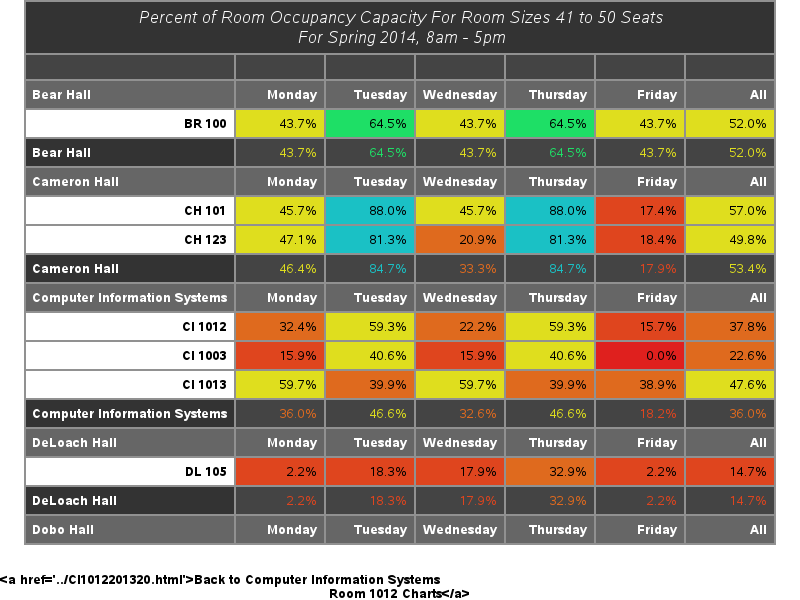 Percent of Room Occupancy Capacity For Room Sizes 41 to 50 Seats
For Spring 2014, 8am - 5pm
Bear Hall Monday Tuesday Wednesday Thursday Friday All
BR 100 43.7% 64.5% 43.7% 64.5% 43.7% 52.0%
Bear Hall 43.7% 64.5% 43.7% 64.5% 43.7% 52.0%
Cameron Hall Monday Tuesday Wednesday Thursday Friday All
CH 101 45.7% 88.0% 45.7% 88.0% 17.4% 57.0%
CH 123 47.1% 81.3% 20.9% 81.3% 18.4% 49.8%
Cameron Hall 46.4% 84.7% 33.3% 84.7% 17.9% 53.4%
Computer Information Systems Monday Tuesday Wednesday Thursday Friday All
CI 1012 32.4% 59.3% 22.2% 59.3% 15.7% 37.8%
CI 1003 15.9% 40.6% 15.9% 40.6% 0.0% 22.6%
CI 1013 59.7% 39.9% 59.7% 39.9% 38.9% 47.6%
Computer Information Systems 36.0% 46.6% 32.6% 46.6% 18.2% 36.0%
DeLoach Hall Monday Tuesday Wednesday Thursday Friday All
DL 105 2.2% 18.3% 17.9% 32.9% 2.2% 14.7%
DeLoach Hall 2.2% 18.3% 17.9% 32.9% 2.2% 14.7%
Dobo Hall Monday Tuesday Wednesday Thursday Friday All
<a href='../CI1012201320.html'>Back to Computer Information Systems
Room 1012 Charts</a>